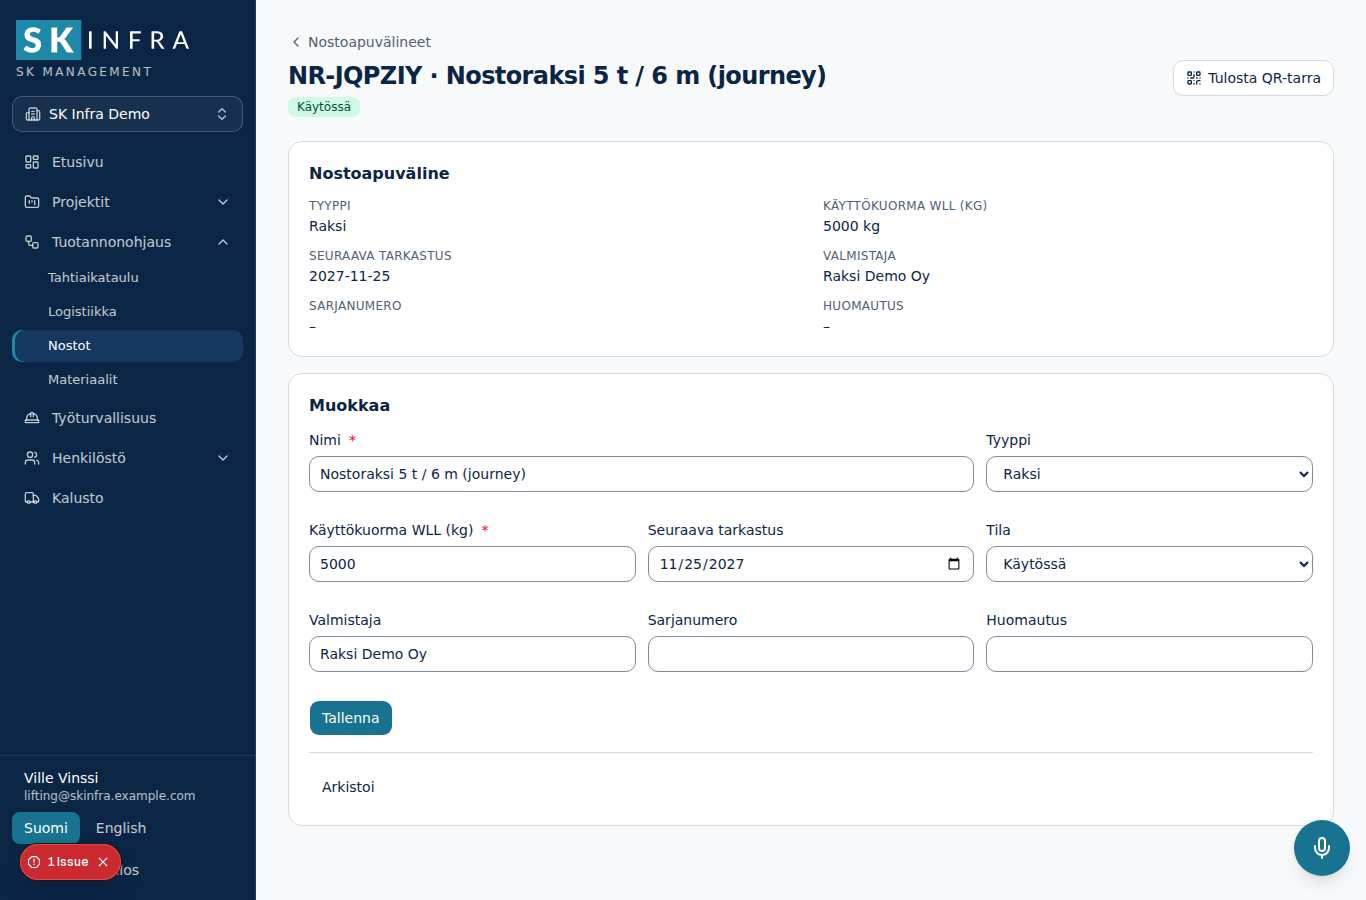 SK INFRA
SK MANAGEMENT
SK Infra Demo
Etusivu
Projektit
Tuotannonohjaus
Tahtiaikataulu
Logistiikka
Nostot
Materiaalit
Työturvallisuus
Henkilöstö
Kalusto
Ville Vinssi
lifting@skinfra.example.com
Suomi English
1 Issue
Nostoapuvälineet
NR-JQPZIY · Nostoraksi 5 t / 6 m (journey)
Tulosta QR-tarra
Käytössä
Nostoapuväline
TYYPPI KÄYTTÖKUORMA WLL (KG)
Raksi 5000 kg
SEURAAVA TARKASTUS VALMISTAJA
2027-11-25 Raksi Demo Oy
SARJANUMERO HUOMAUTUS
– –
Muokkaa
Nimi * Tyyppi
Nostoraksi 5 t / 6 m (journey) Raksi
Käyttökuorma WLL (kg) * Seuraava tarkastus Tila
5000 11/25/2027 Käytössä
Valmistaja Sarjanumero Huomautus
Raksi Demo Oy
Tallenna
Arkistoi